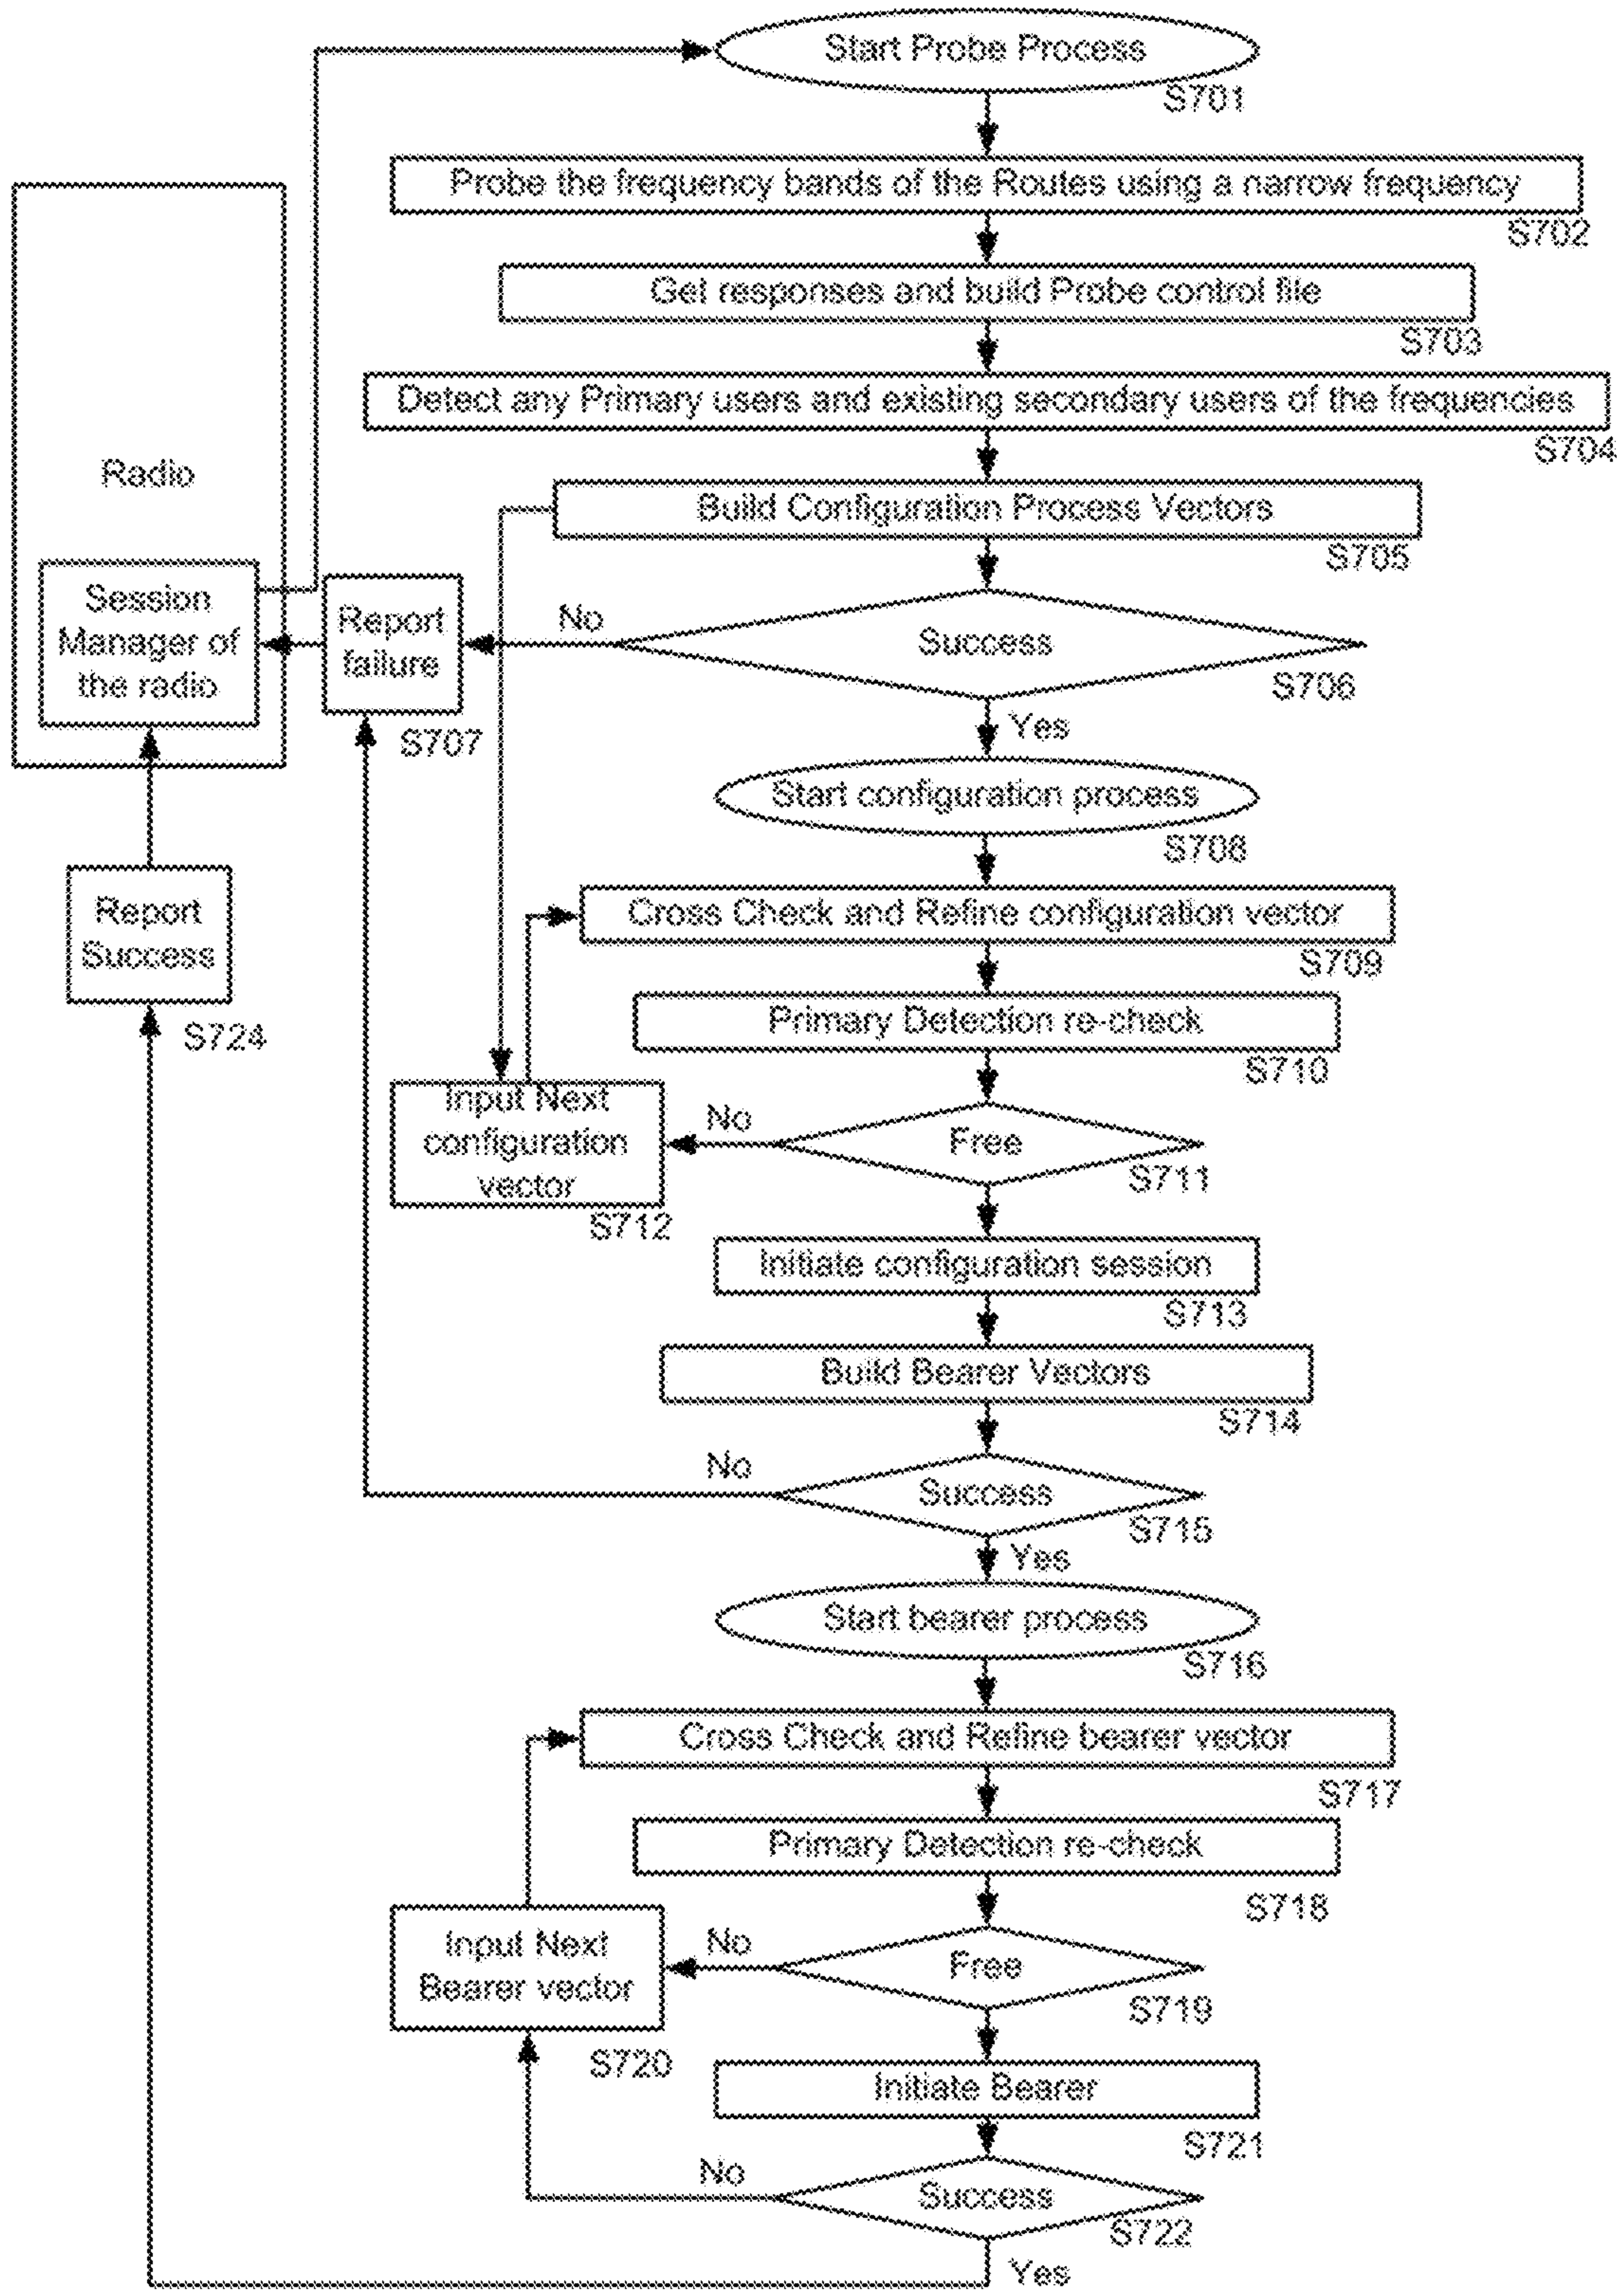 Start Probe Process
S701
Probe the frequency bands of the Routes using a narrow frequency
S702
Get responses and build Probe control file
S703
Detect any Primary users and existing secondary users of the frequencies
S704
Radio
Build Configuration Process Vectors
S705
Session
Manager of
the radio
Report
failure
S707
No
Success
S706
Yes
Start configuration process
S708
Report
Success
S724
Cross Check and Refine configuration vector
S709
Primary Detection re-check
S710
Input Next
configuration
vector
S712
No
Free
S711
Initiate configuration session
S713
Build Bearer Vectors
S714
No
Success
S715
Yes
Start bearer process
S716
Cross Check and Refine bearer vector
S717
Primary Detection re-check
S718
Input Next
Bearer vector
S720
No
Free
S719
Initiate Bearer
S721
No
Success
S722
Yes